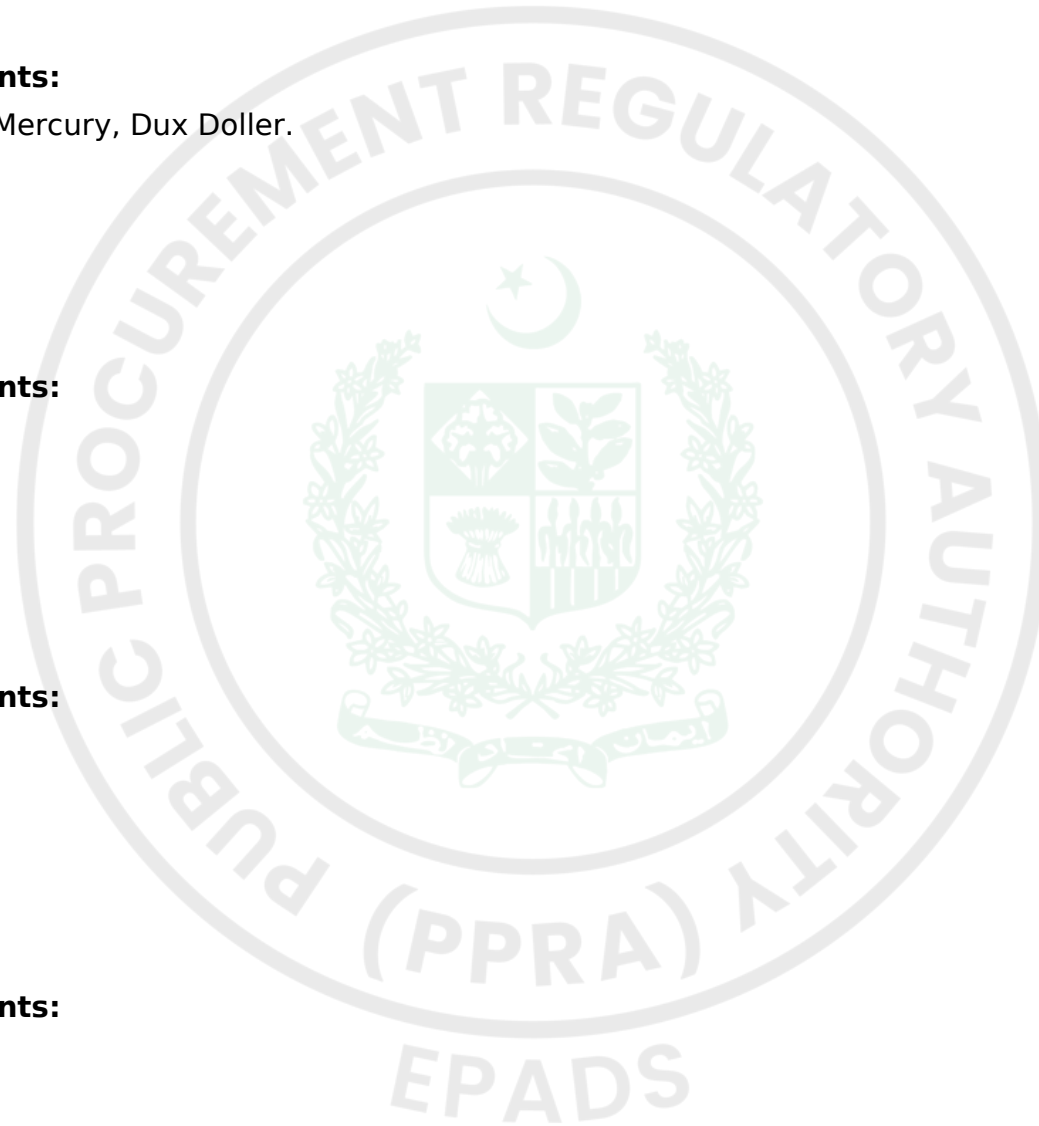 nts:
Mercury, Dux Doller.
nts:
nts:
nts:
PUBLIC PROCUREMENT REGULATORY AUTHORITY
(PPRA)
EPADS